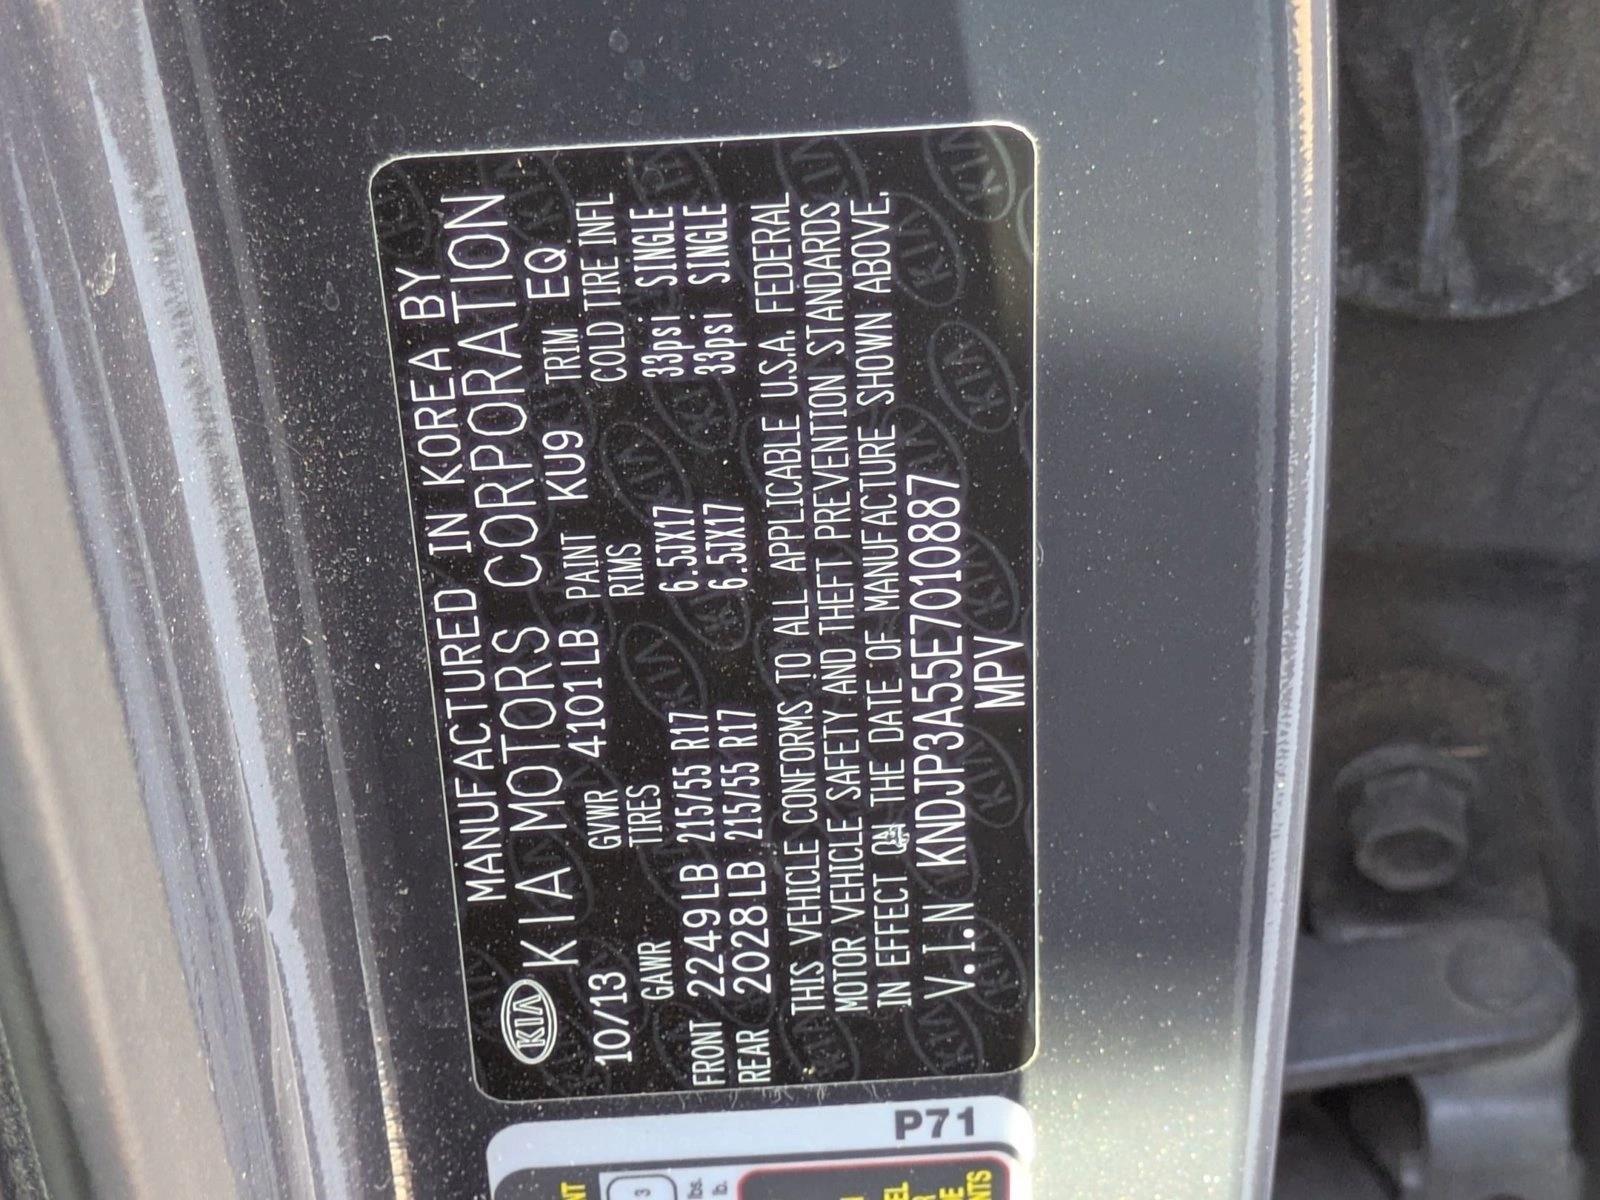 MANUFACTURED IN KOREA BY
KIA KIA MOTORS CORPORATION
10/13 GVWR 4101LB PAINT KU9 TRIM EQ
GAWR TIRES RIMS COLD TIRE INFL
FRONT 2249LB 215/55 R17 6.5JX17 33psi SINGLE
REAR 2028LB 215/55 R17 6.5JX17 33psi SINGLE
THIS VEHICLE CONFORMS TO ALL APPLICABLE U.S.A. FEDERAL
MOTOR VEHICLE SAFETY AND THEFT PREVENTION STANDARDS
IN EFFECT ON THE DATE OF MANUFACTURE SHOWN ABOVE.
V.I.N KNDJP3A55E7010887
MPV
P71